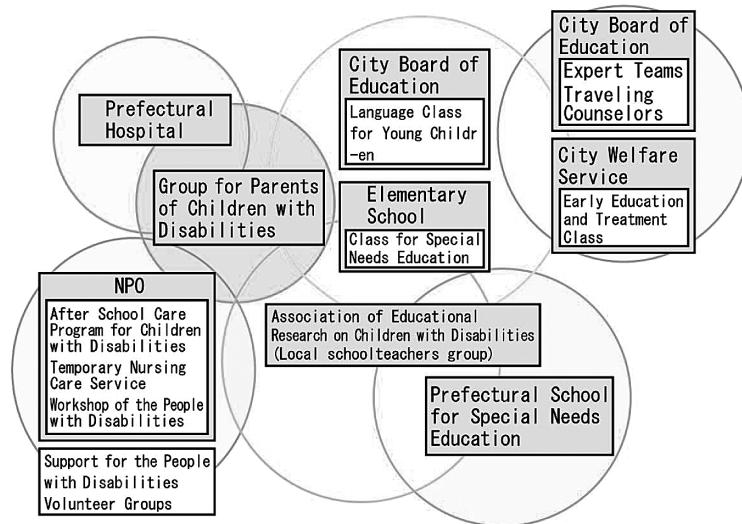 Prefectural
Hospital
Group for Parents
of Children with
Disabilities
City Board of
Education
Language Class
for Young Childr
-en
Elementary
School
Class for Special
Needs Education
City Board of
Education
Expert Teams
Traveling
Counselors
City Welfare
Service
Early Education
and Treatment
Class
NPO
After School Care
Program for Children
with Disabilities
Temporary Nursing
Care Service
Workshop of the People
with Disabilities
Support for the People
with Disabilities
Volunteer Groups
Association of Educational
Research on Children with Disabilities
(Local schoolteachers group)
Prefectural School
for Special Needs
Education